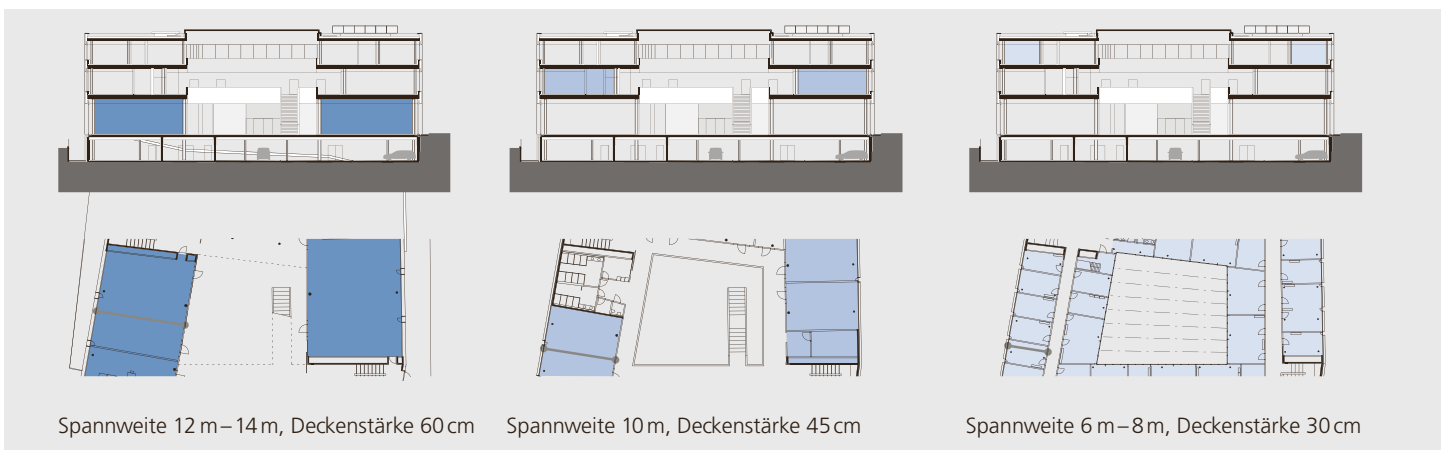 Spannweite 12 m – 14 m, Deckenstärke 60 cm
Spannweite 10 m, Deckenstärke 45 cm
Spannweite 6 m – 8 m, Deckenstärke 30 cm